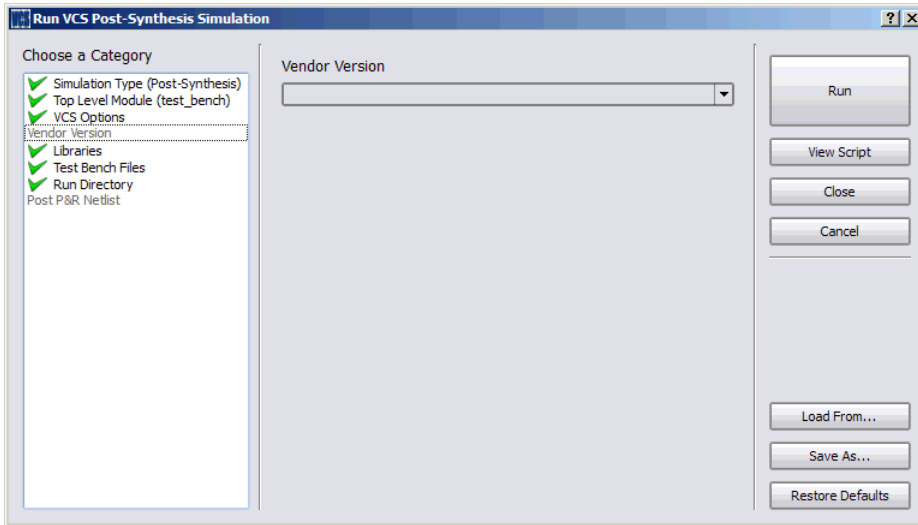 Run VCS Post-Synthesis Simulation
Choose a Category
Simulation Type (Post-Synthesis)
Top Level Module (test_bench)
VCS Options
Vendor Version
Libraries
Test Bench Files
Run Directory
Post P&R Netlist
Vendor Version
Run
View Script
Close
Cancel
Load From...
Save As...
Restore Defaults